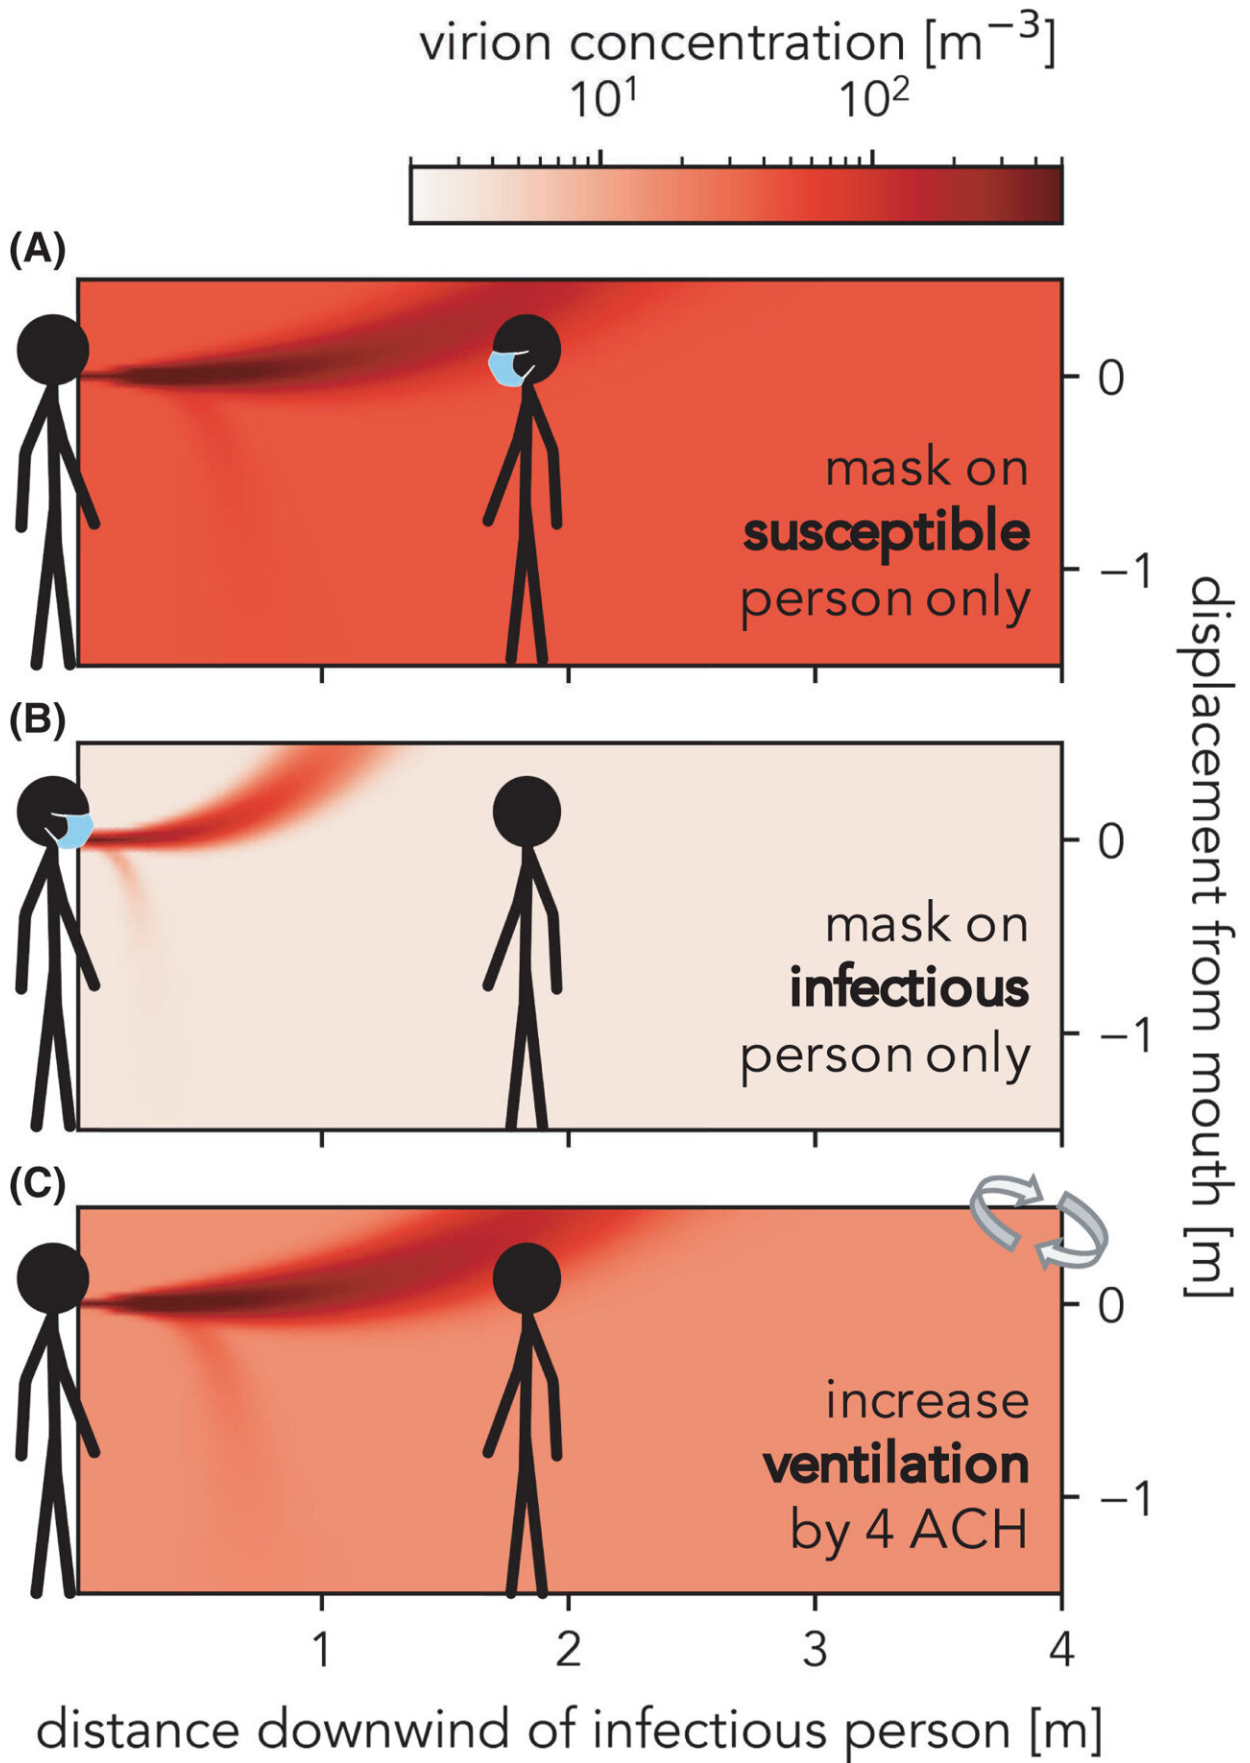 virion concentration [m⁻³]
10¹ 10²
(A)
0
mask on
susceptible
person only
−1
(B)
0
mask on
infectious
person only
−1
(C)
0
increase
ventilation
by 4 ACH
−1
displacement from mouth [m]
1 2 3 4
distance downwind of infectious person [m]